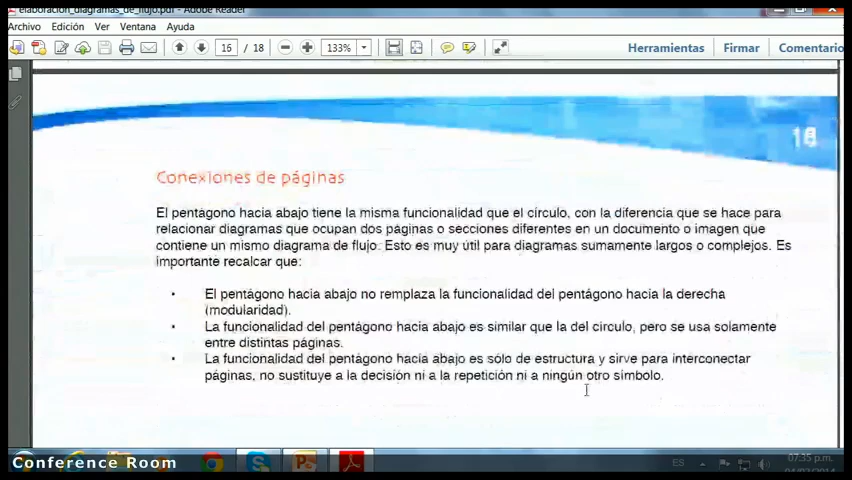 elaboracion_diagramas_de_flujo.pdf - Adobe Reader
Archivo Edición Ver Ventana Ayuda
16 / 18 133% Herramientas Firmar Comentario
16
Conexiones de páginas
El pentágono hacia abajo tiene la misma funcionalidad que el círculo, con la diferencia que se hace para
relacionar diagramas que ocupan dos páginas o secciones diferentes en un documento o imagen que
contiene un mismo diagrama de flujo. Esto es muy útil para diagramas sumamente largos o complejos. Es
importante recalcar que:
• El pentágono hacia abajo no remplaza la funcionalidad del pentágono hacia la derecha
(modularidad).
• La funcionalidad del pentágono hacia abajo es similar que la del circulo, pero se usa solamente
entre distintas páginas.
• La funcionalidad del pentágono hacia abajo es sólo de estructura y sirve para interconectar
páginas, no sustituye a la decisión ni a la repetición ni a ningún otro símbolo.
Conference Room
ES
07:35 p.m.